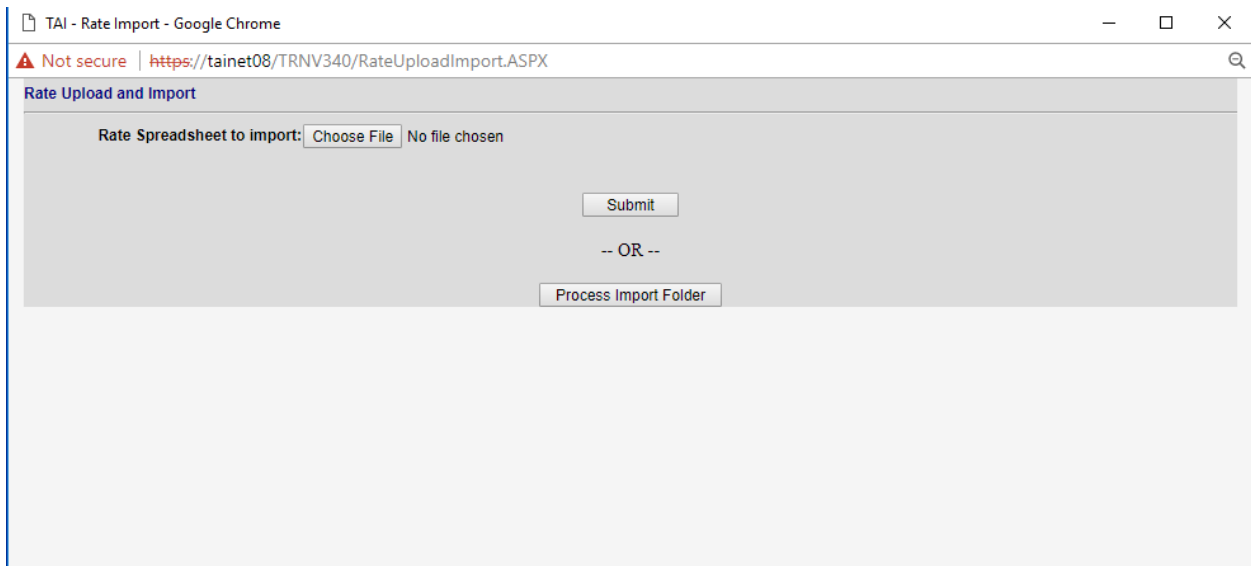 TAI - Rate Import - Google Chrome
Not secure | https://tainet08/TRNV340/RateUploadImport.ASPX
Rate Upload and Import
Rate Spreadsheet to import: Choose File No file chosen
Submit
-- OR --
Process Import Folder